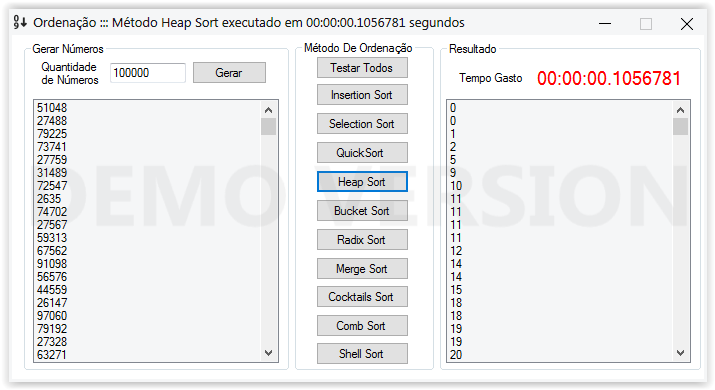 Ordenação ::: Método Heap Sort executado em 00:00:00.1056781 segundos
Gerar Números
Quantidade
de Números
100000
Gerar
51048
27488
79225
73741
27759
31489
72547
2635
74702
27567
59313
67562
91098
56576
44559
26147
97060
79192
27328
63271
Método De Ordenação
Testar Todos
Insertion Sort
Selection Sort
QuickSort
Heap Sort
Bucket Sort
Radix Sort
Merge Sort
Cocktails Sort
Comb Sort
Shell Sort
Resultado
Tempo Gasto 00:00:00.1056781
0
0
1
2
5
9
10
11
11
11
11
12
14
14
15
18
18
19
19
20
DEMO VERSION